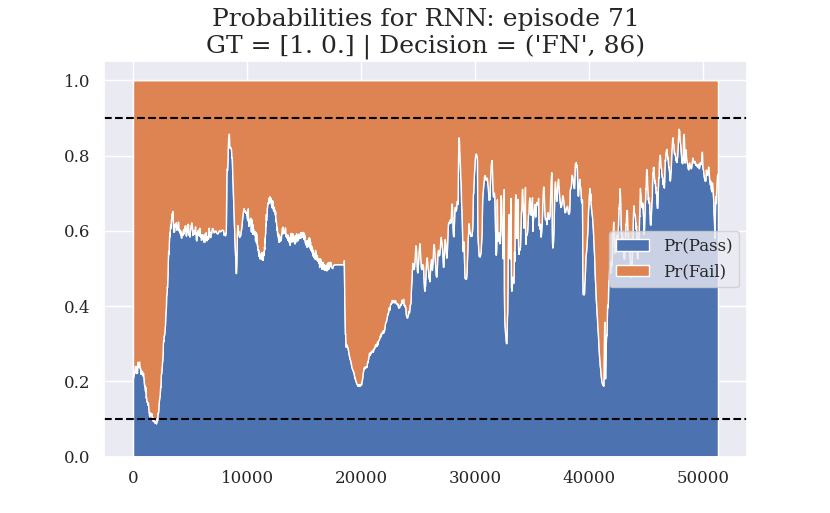 Probabilities for RNN: episode 71
GT = [1. 0.] | Decision = ('FN', 86)
1.0
0.8
0.6
0.4
0.2
0.0
Pr(Pass)
Pr(Fail)
0 10000 20000 30000 40000 50000